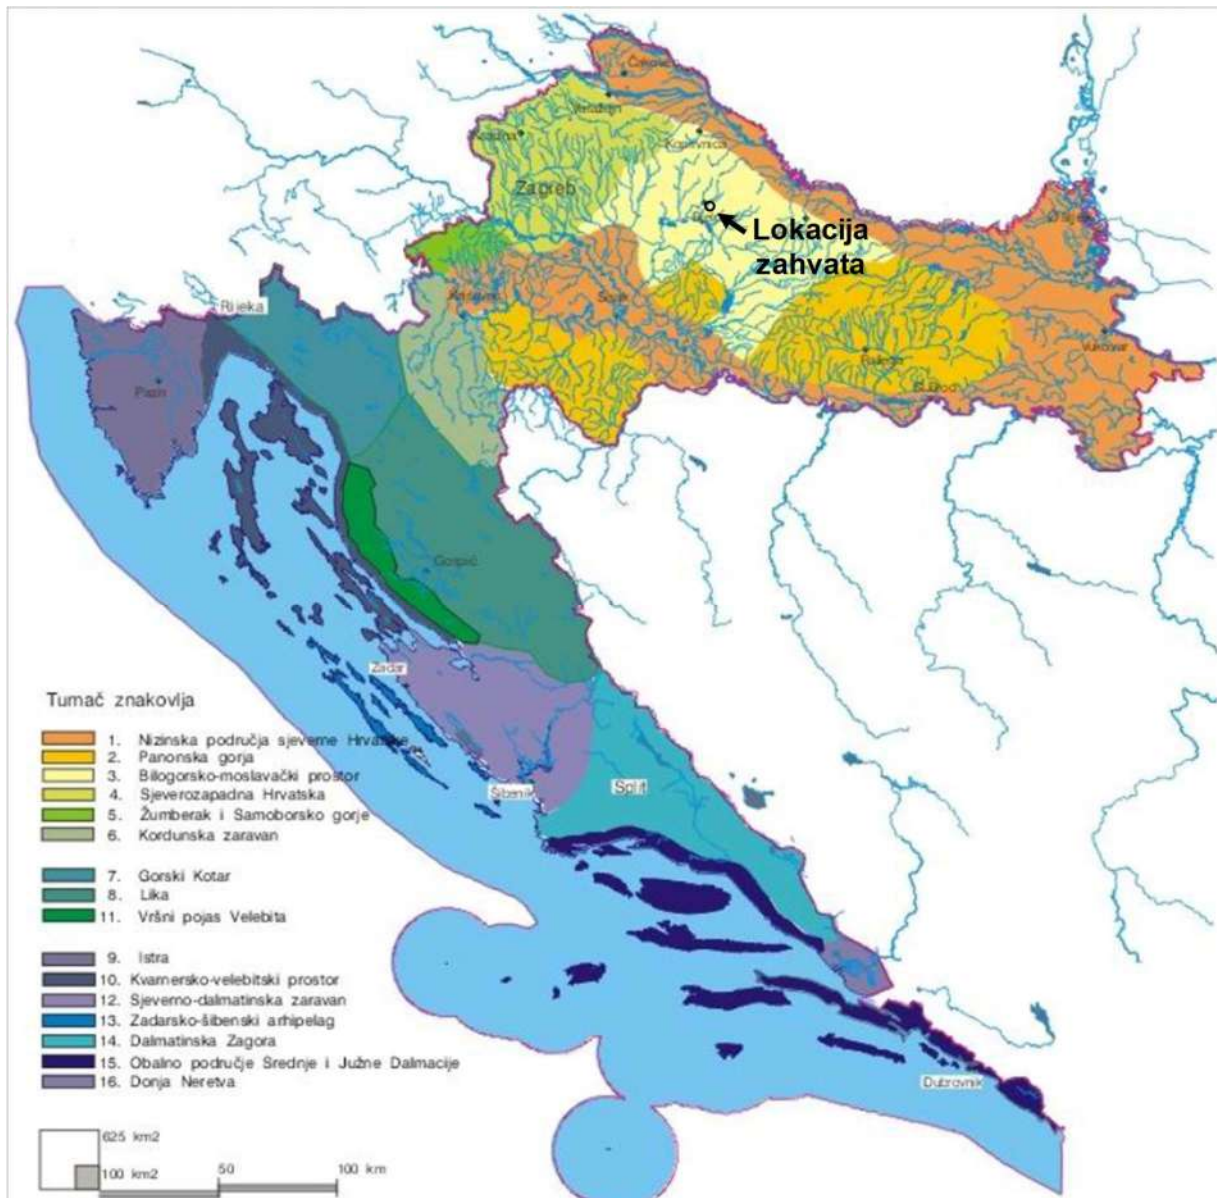 Čakovec
Varaždin
Krapina
Koprivnica
Zagreb
Lokacija
zahvata
Osijek
Karlovac
Sisak
Rijeka
Vukovar
Požega
Sl.Brod
Pazin
Gospić
Zadar
Šibenik
Split
Dubrovnik
Tumač znakovlja
1. Nizinska područja sjeverne Hrvatske
2. Panonska gorja
3. Bilogorsko-moslavački prostor
4. Sjeverozapadna Hrvatska
5. Žumberak i Samoborsko gorje
6. Kordunska zaravan
7. Gorski Kotar
8. Lika
11. Vršni pojas Velebita
9. Istra
10. Kvarnersko-velebitski prostor
12. Sjeverno-dalmatinska zaravan
13. Zadarsko-šibenski arhipelag
14. Dalmatinska Zagora
15. Obalno područje Srednje i Južne Dalmacije
16. Donja Neretva
625 km2
100 km2
50
100 km